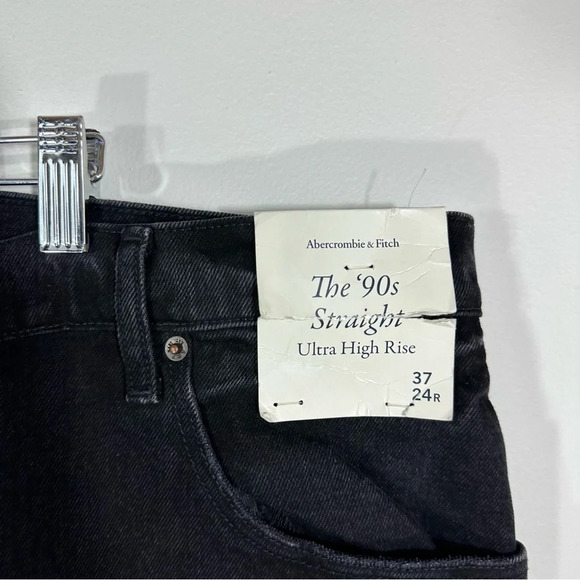 Abercrombie & Fitch
The ‘90s
Straight
Ultra High Rise
37
24R